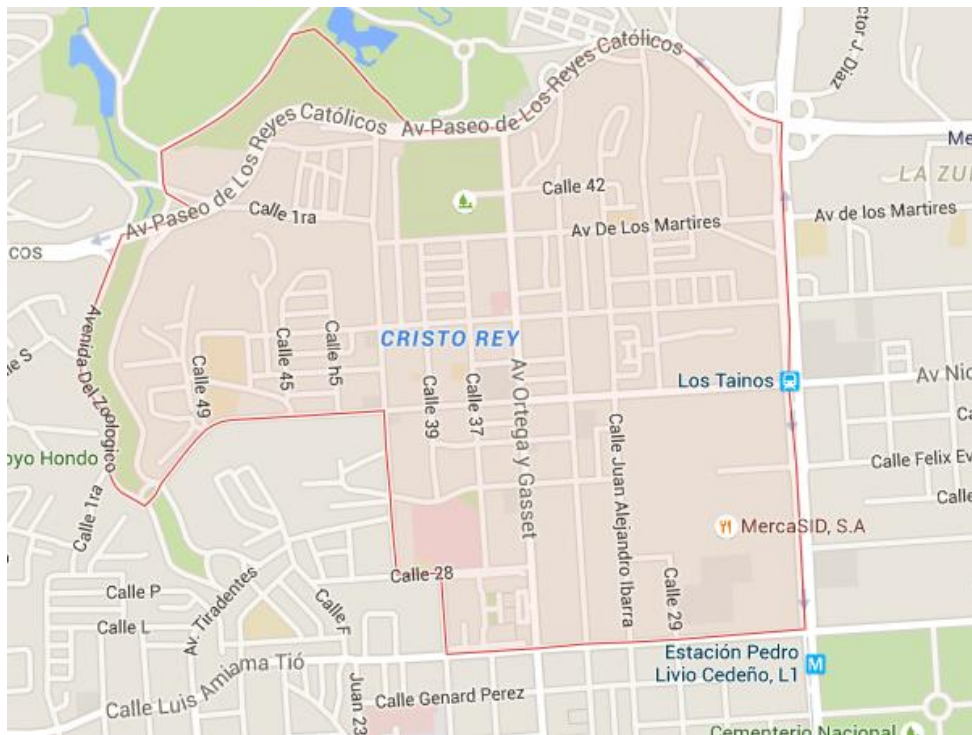 ctor J. Diaz
Av Paseo de Los Reyes Católicos
Av Paseo de Los Reyes Católicos
Me
LA ZU
Calle 42
Calle 1ra
Av De Los Martires
Av de los Martires
cos
CRISTO REY
Calle S
Avenida Del Zoologico
Calle 49
Calle 45
Calle h5
Calle 39
Calle 37
Av Ortega y Gasset
Los Tainos
Av Nic
Ca
Calle Felix Ev
oyo Hondo
Calle 1ra
Calle
MercaSID, S.A
Calle Juan Alejandro Ibarra
Calle 28
Calle 29
Calle P
Av. Tiradentes
Calle F
Calle L
Estación Pedro
Livio Cedeño, L1
M
Calle Luis Amiama Tió
Juan 23
Calle Genard Perez
Cementerio Nacional